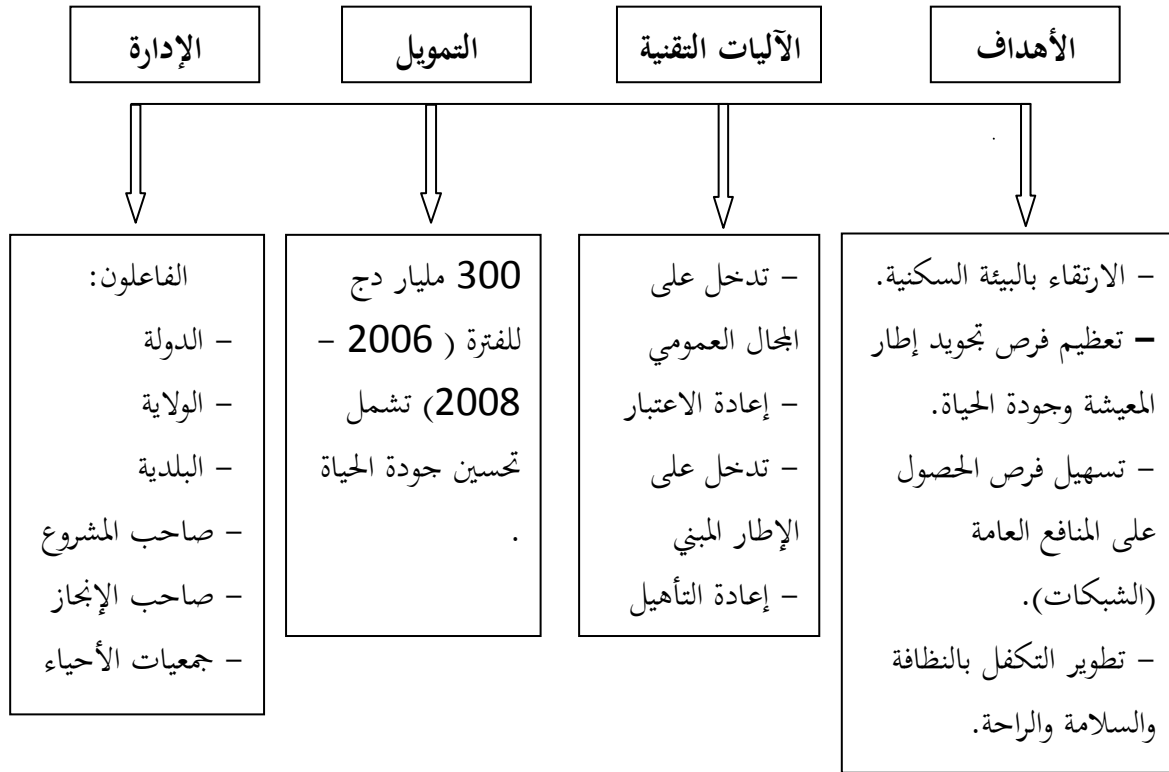 الأهداف
الآليات التقنية
التمويل
الإدارة
– الارتقاء بالبيئة السكنية.
– تعظيم فرص تجويد إطار
المعيشة وجودة الحياة.
– تسهيل فرص الحصول
على المنافع العامة
(الشبكات).
– تطوير التكفل بالنظافة
والسلامة والراحة.
– تدخل على
المجال العمومي
– إعادة الاعتبار
– تدخل على
الإطار المبني
– إعادة التأهيل
300 مليار دج
للفترة ( 2006 –
2008) تشمل
تحسين جودة الحياة
.
الفاعلون:
– الدولة
– الولاية
– البلدية
– صاحب المشروع
– صاحب الإنجاز
– جمعيات الأحياء